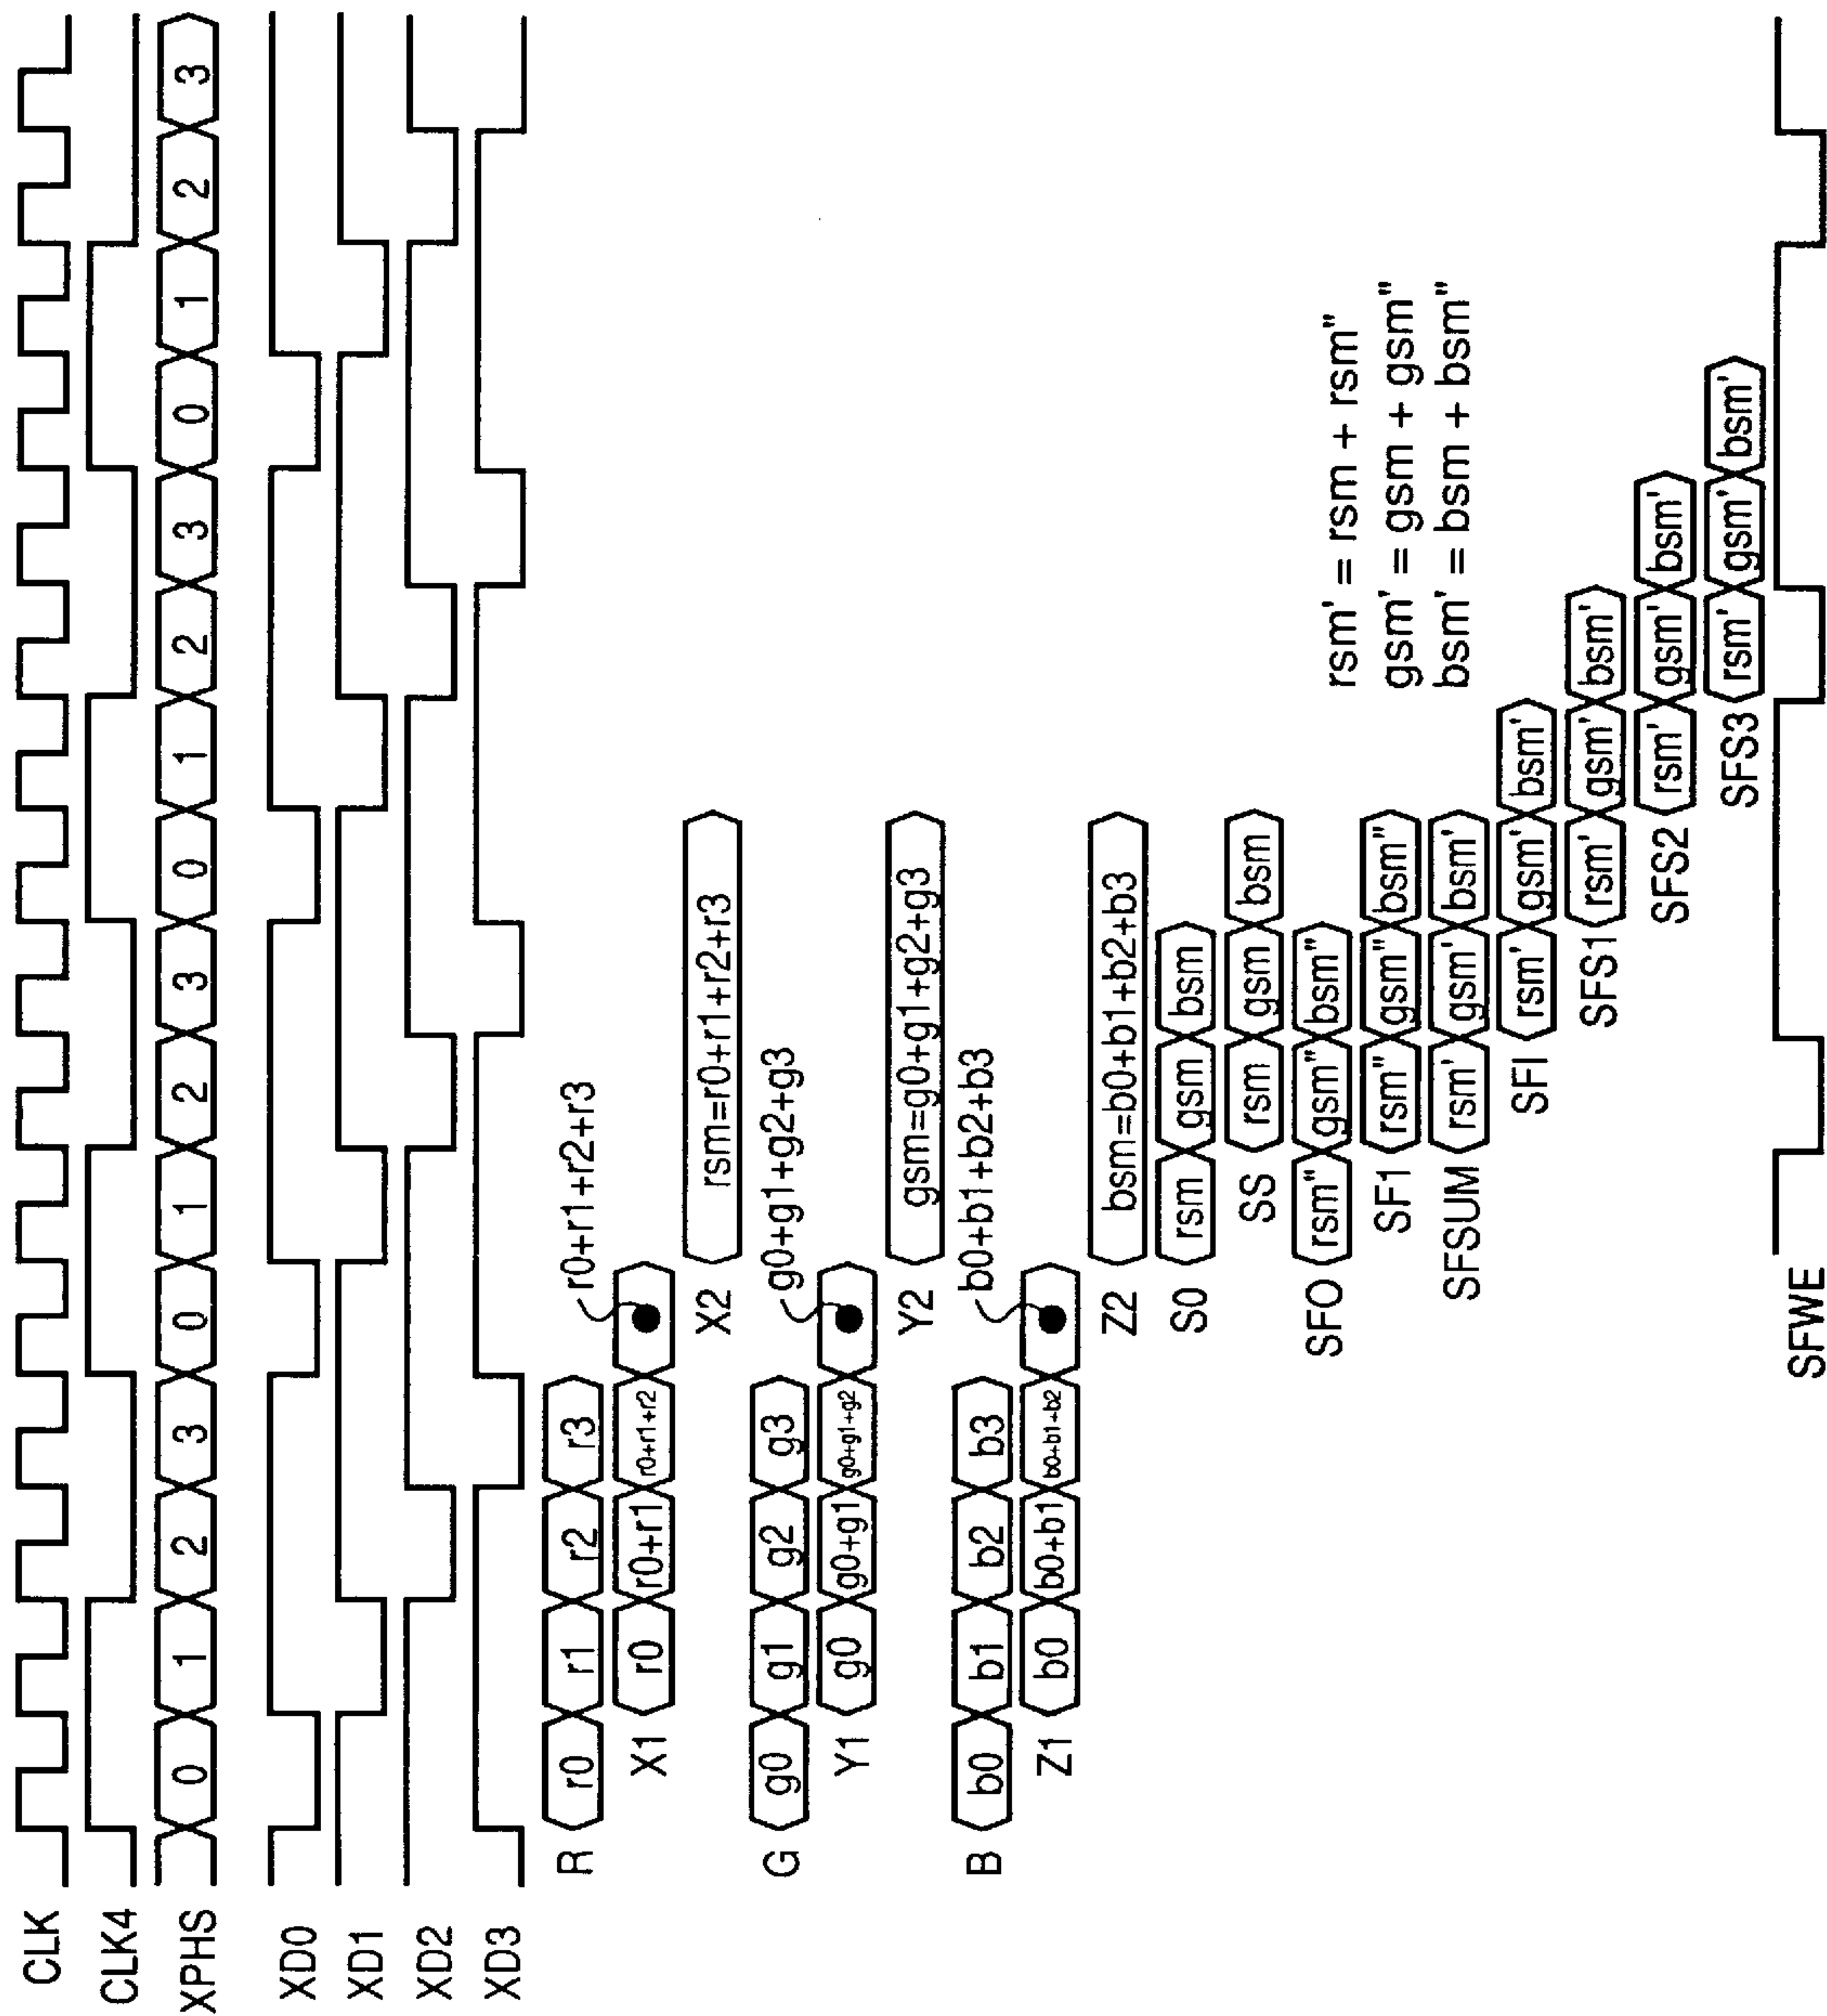 CLK
CLK4
XPHS 0 1 2 3 0 1 2 3 0 1 2 3 0 1 2 3
XD0
XD1
XD2
XD3
R r0 r1 r2 r3
r0+r1+r2+r3
X1 r0 r0+r1 r0+r1+r2
X2 rsm=r0+r1+r2+r3
G g0 g1 g2 g3
g0+g1+g2+g3
Y1 g0 g0+g1 g0+g1+g2
Y2 gsm=g0+g1+g2+g3
B b0 b1 b2 b3
b0+b1+b2+b3
Z1 b0 b0+b1 b0+b1+b2
Z2 bsm=b0+b1+b2+b3
S0 rsm gsm bsm
SS rsm gsm bsm
SFO rsm" gsm" bsm"
SF1 rsm" gsm" bsm"
SFSUM rsm' gsm' bsm'
SFI rsm' gsm' bsm'
SFS1 rsm' gsm' bsm'
SFS2 rsm' gsm' bsm'
SFS3 rsm' gsm' bsm'
rsm' = rsm + rsm"
gsm' = gsm + gsm"
bsm' = bsm + bsm"
SFWE